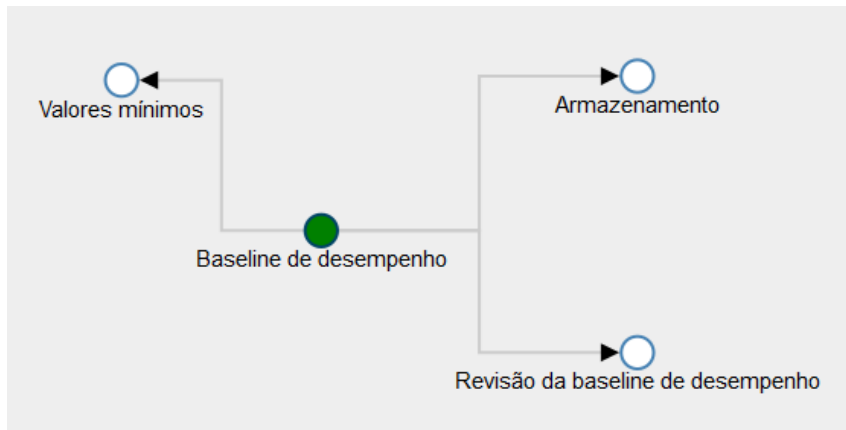 Valores mínimos
Armazenamento
Baseline de desempenho
Revisão da baseline de desempenho